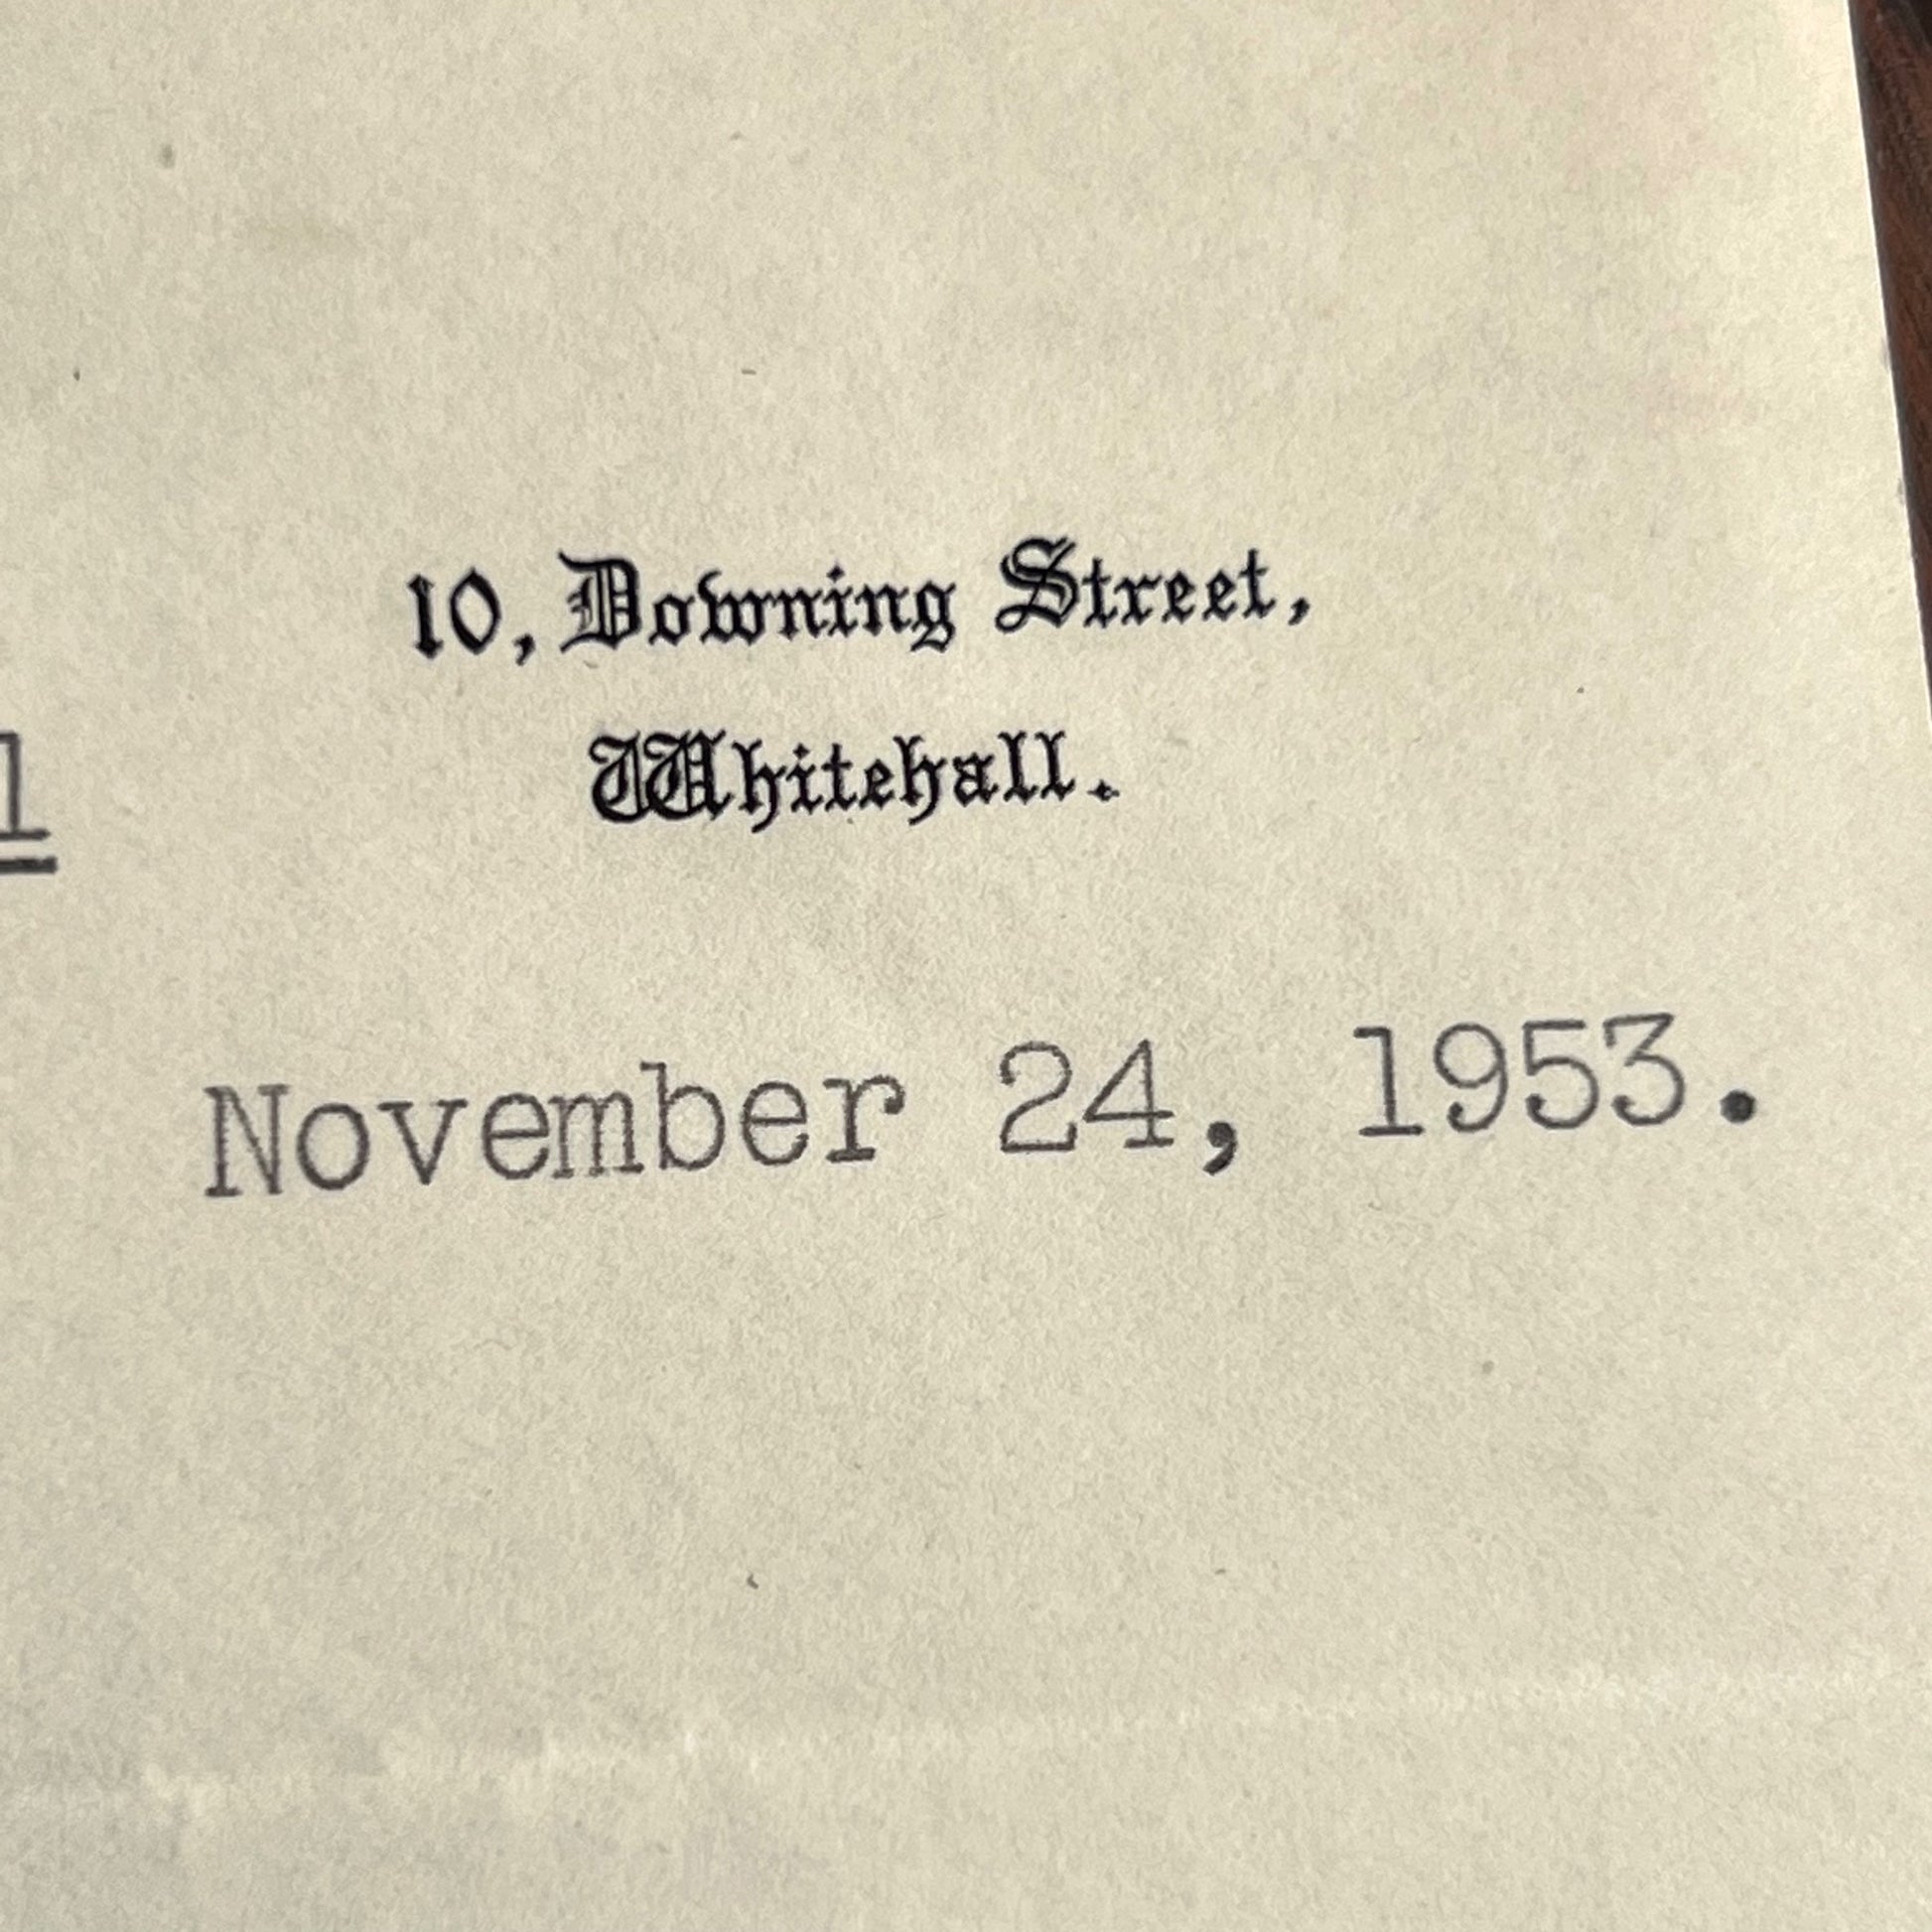 10, Downing Street,
Whitehall.
November 24, 1953.